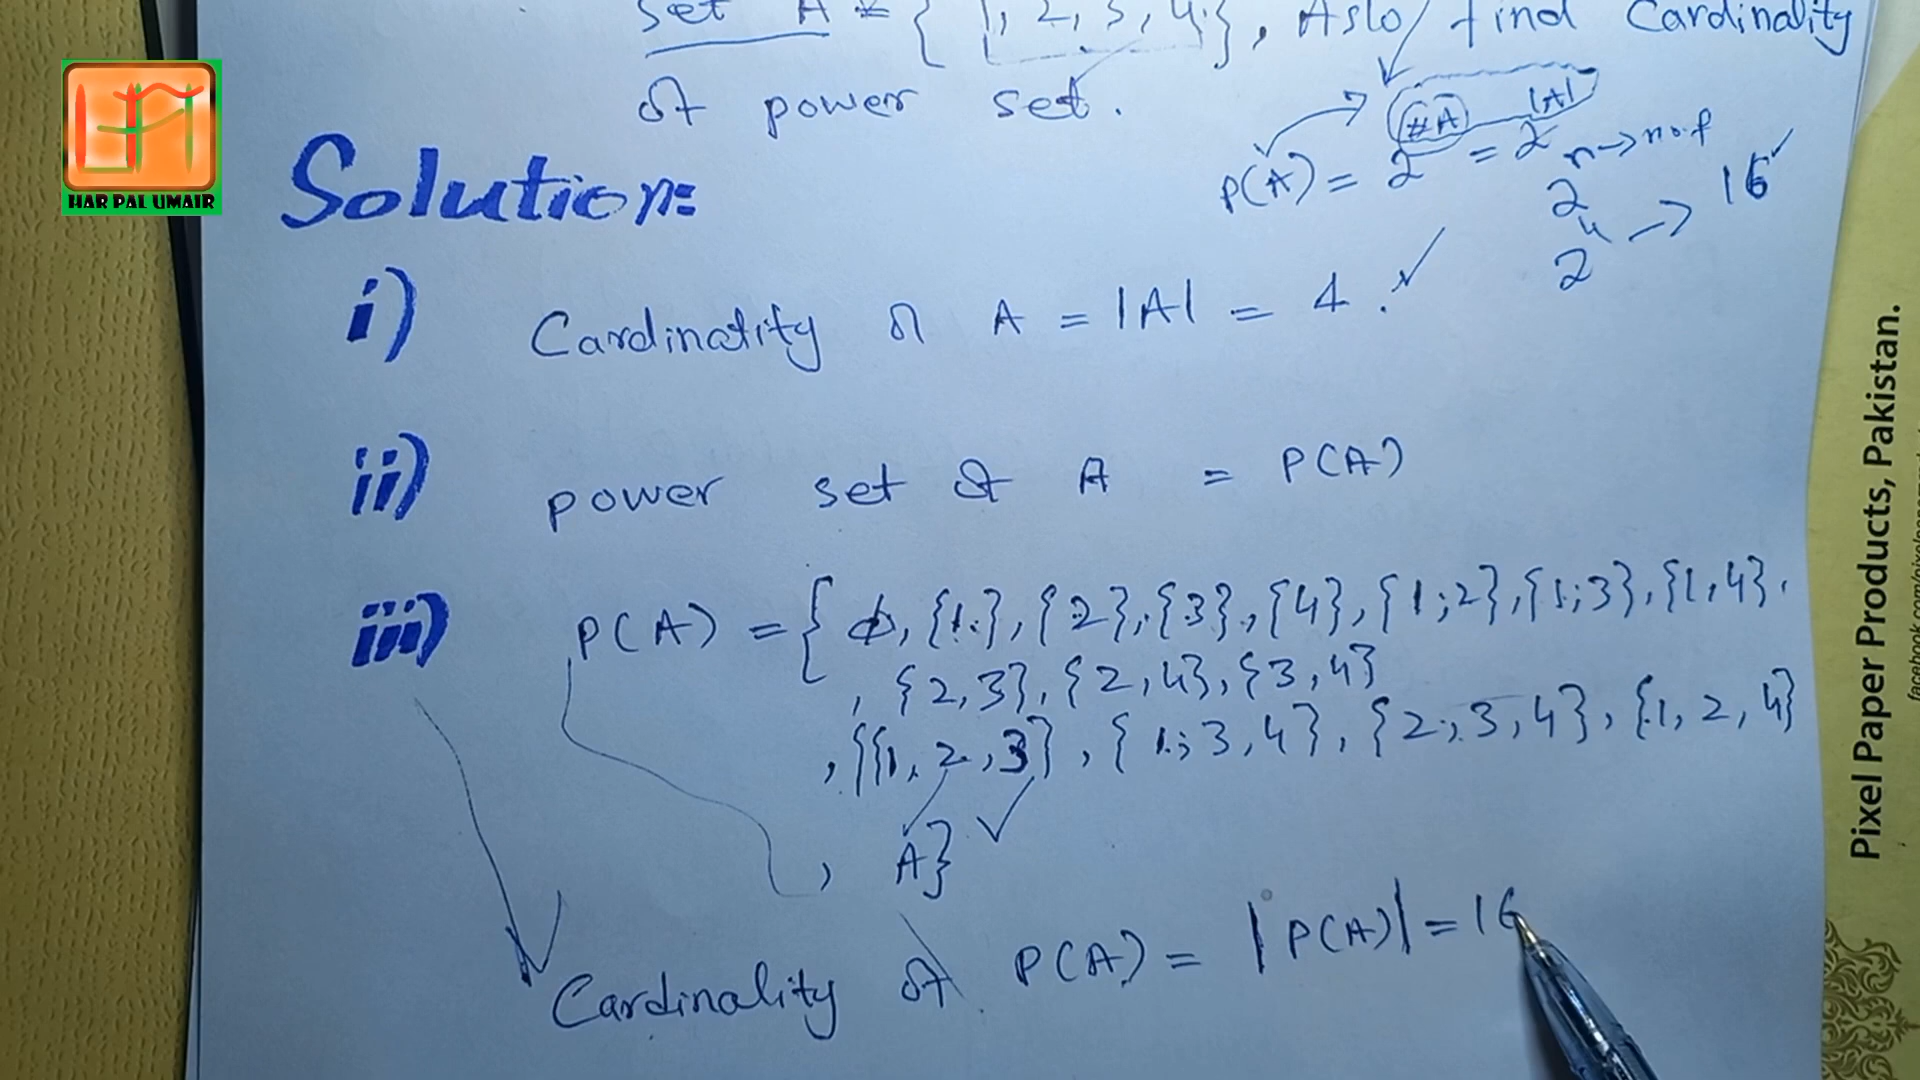 set A = { 1, 2, 3, 4 }, Aslo find Cardinality
of power set.
#A |A|
P(A) = 2 = 2
n → no. of
2
4
2 → 16
HAR PAL UMAIR
Solution:
i) Cardinality of A = |A| = 4.
ii) power set of A = P(A)
iii) P(A) = { ϕ, {1}, {2}, {3}, {4}, {1,2}, {1,3}, {1,4},
, {2,3}, {2,4}, {3,4}
, {{1, 2, 3}, {1, 3, 4}, {2, 3, 4}, {1, 2, 4}
, A}
Cardinality of P(A) = |P(A)| = 16
Pixel Paper Products, Pakistan.